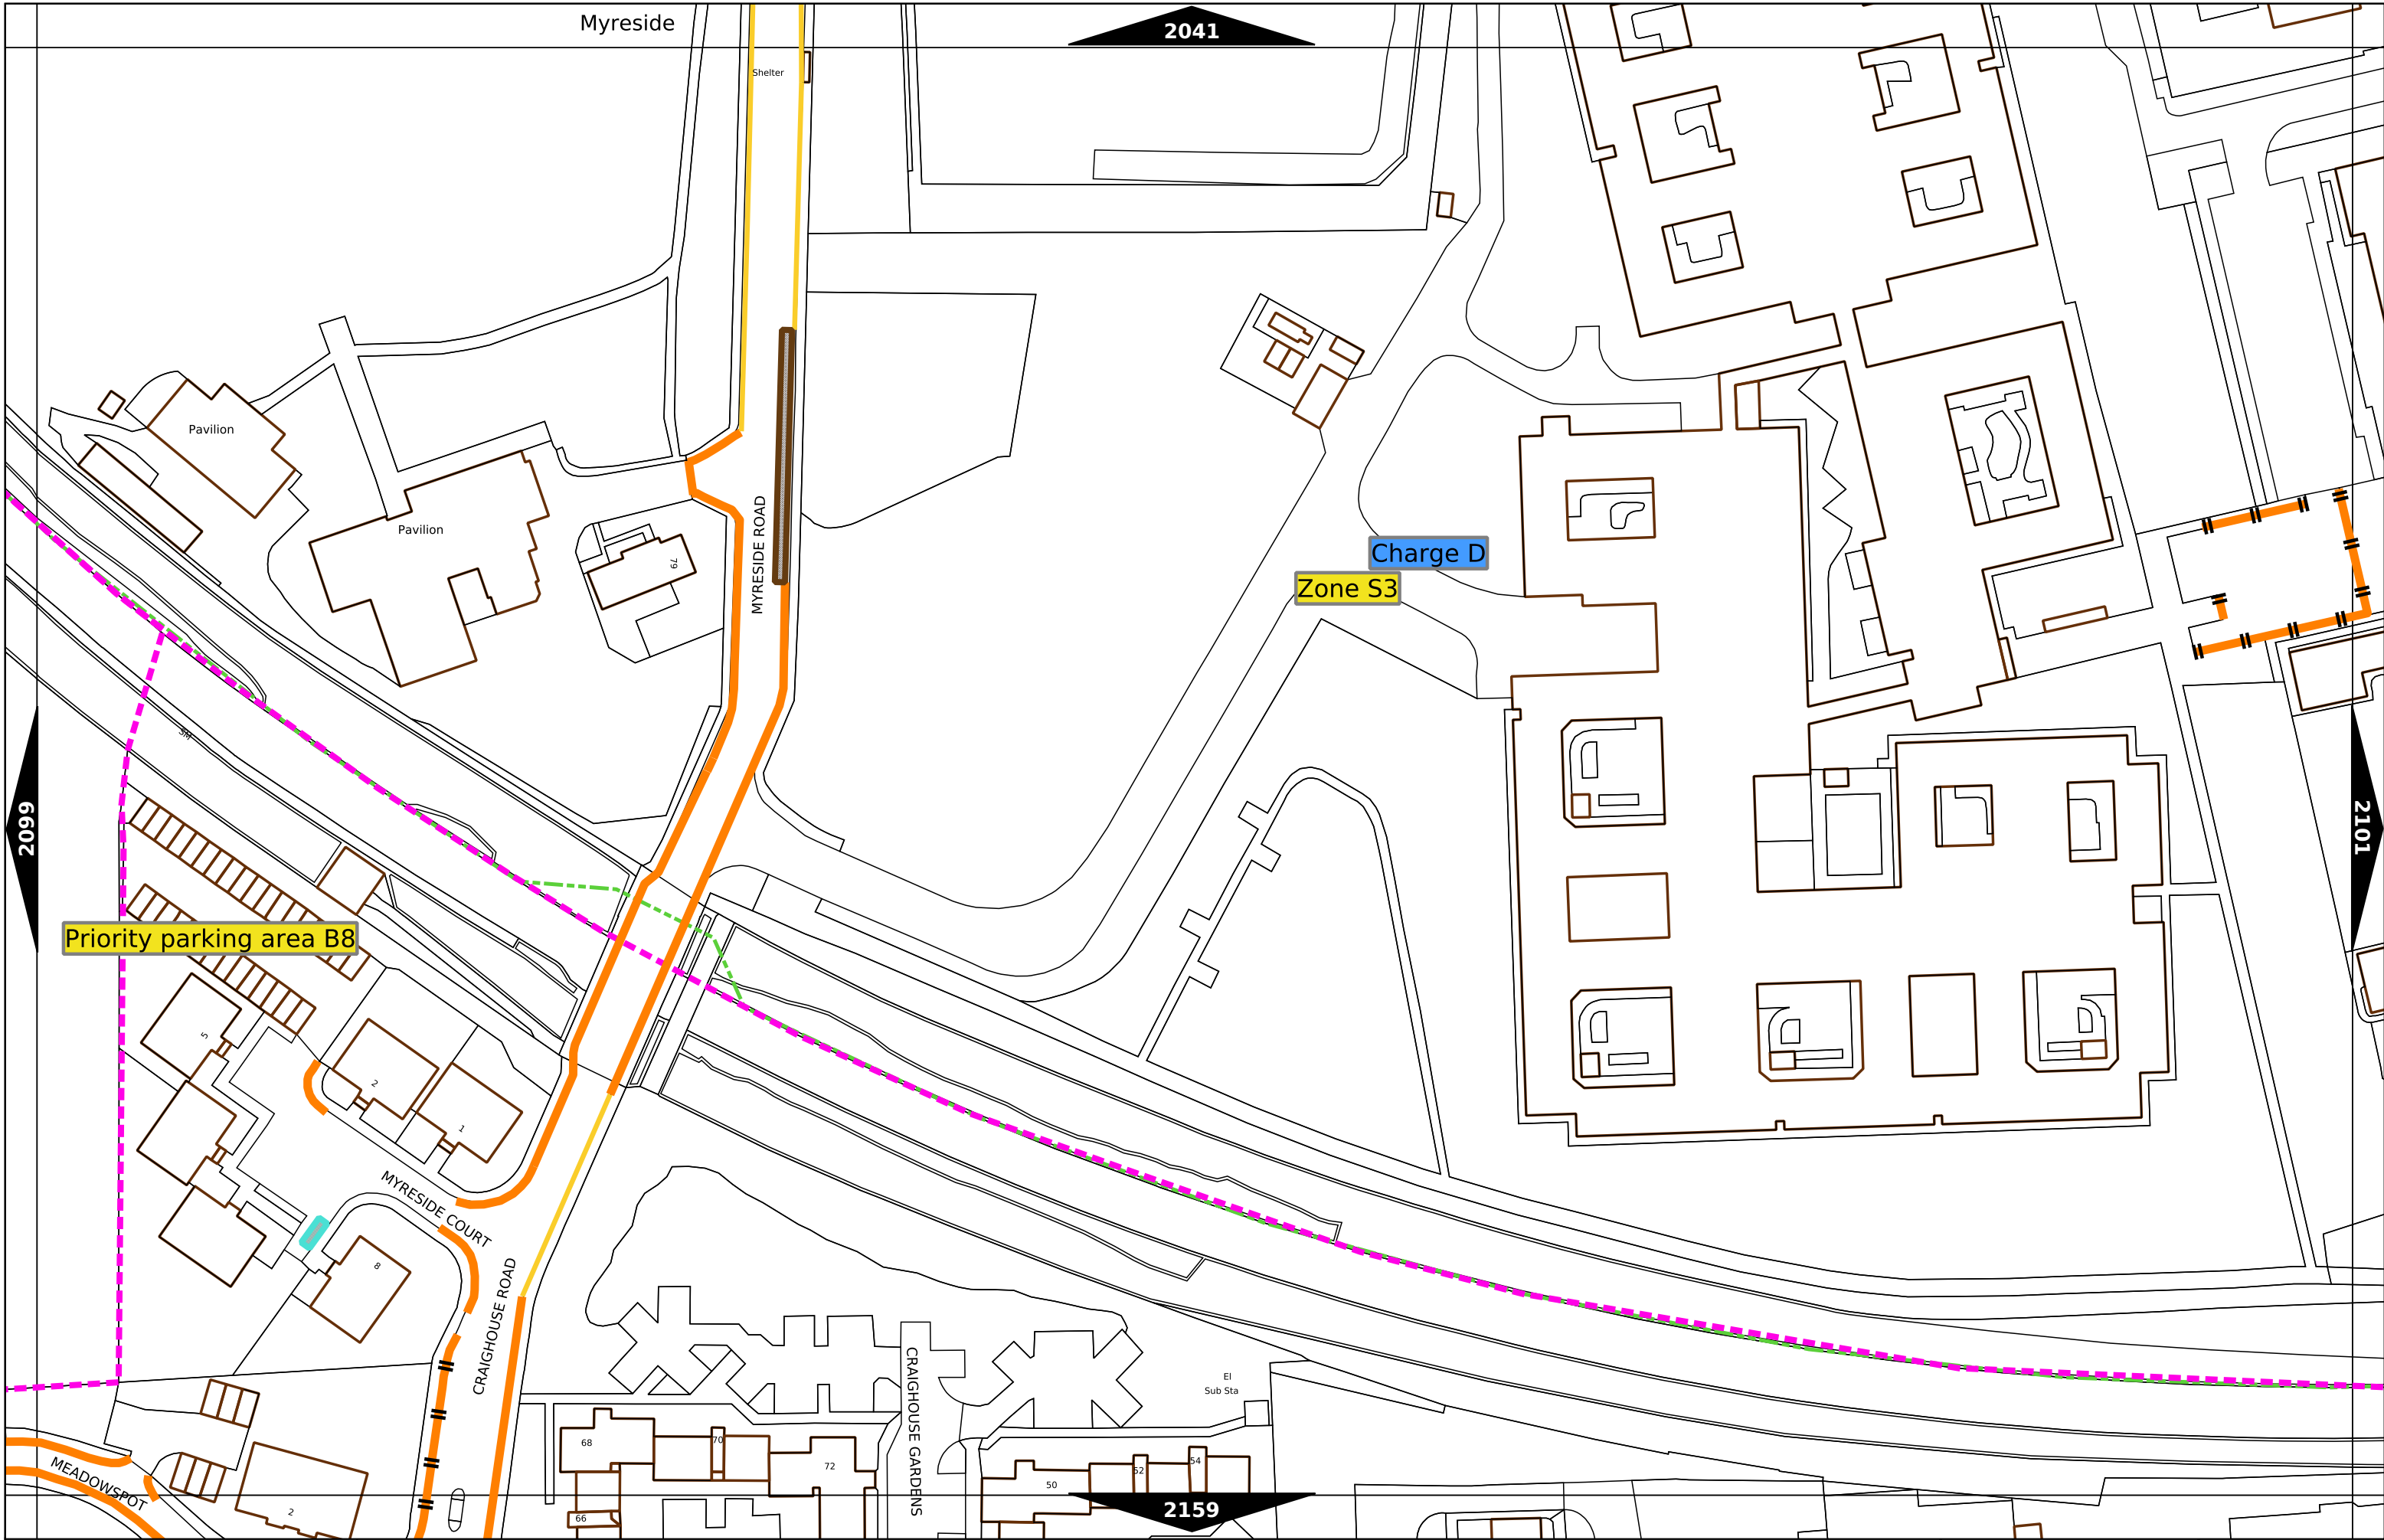 Myreside
2041
Shelter
Pavilion
Pavilion
79
MYRESIDE ROAD
Charge D
Zone S3
SM
2099
2101
Priority parking area B8
5
2
1
MYRESIDE COURT
8
CRAIGHOUSE ROAD
CRAIGHOUSE GARDENS
El
Sub Sta
68
70
72
50
52
54
MEADOWSPOT
2
66
2159